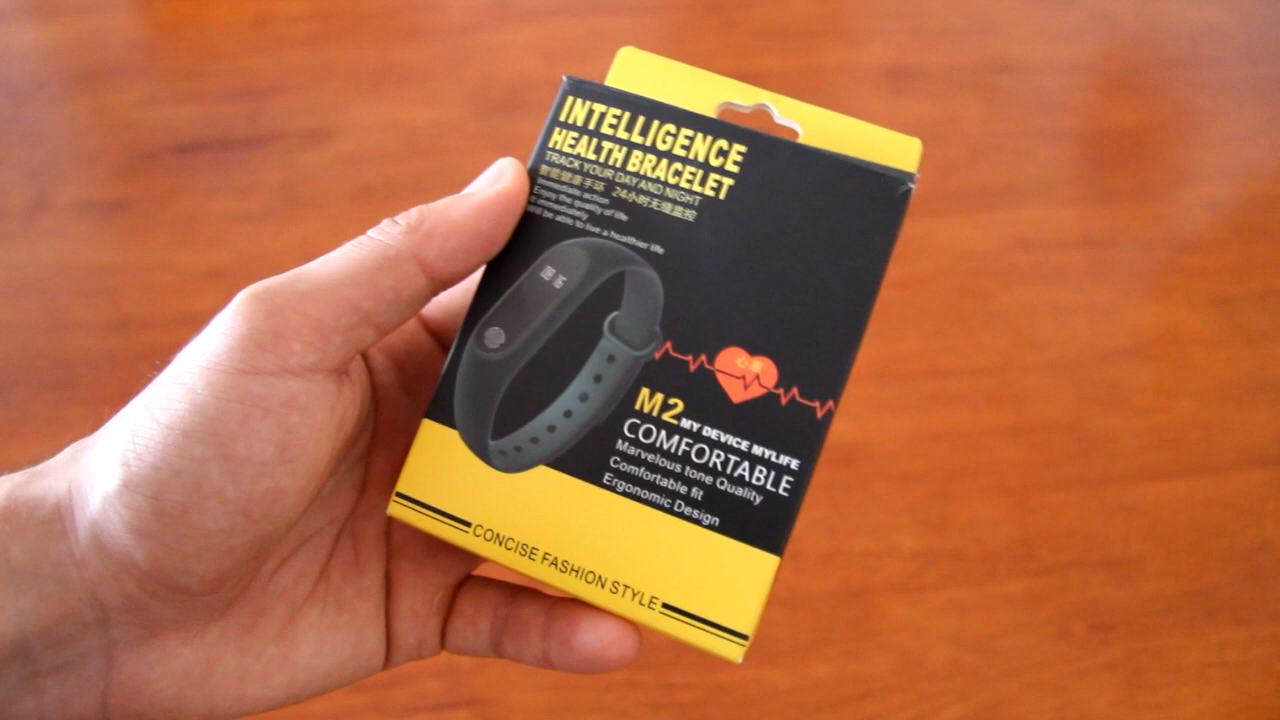 INTELLIGENCE
HEALTH BRACELET
TRACK YOUR DAY AND NIGHT
智能健康手环 24小时无缝监控
Immediate action
Enjoy the quality of life
immediately
be able to live a healthier life
M2 MY DEVICE MYLIFE
COMFORTABLE
Marvelous tone Quality
Comfortable fit
Ergonomic Design
CONCISE FASHION STYLE